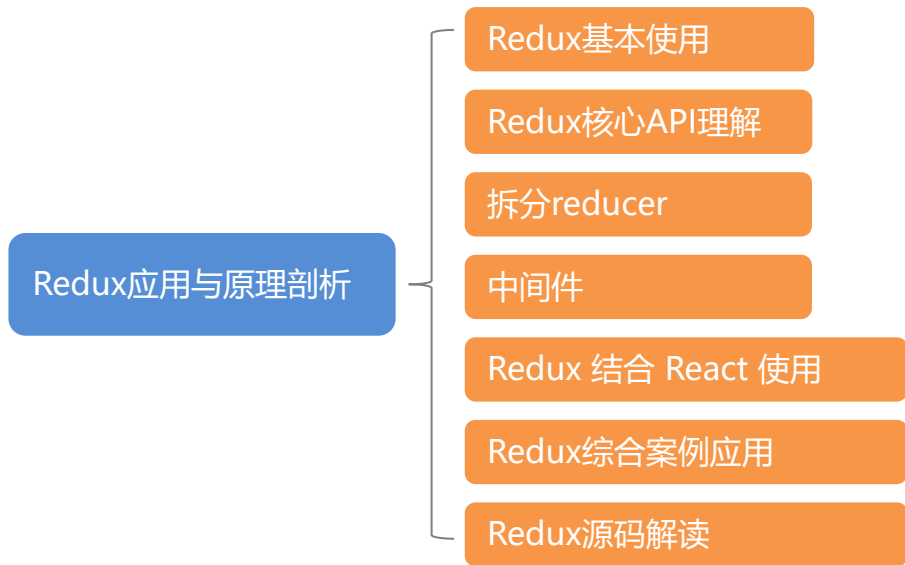 Redux基本使用
Redux核心API理解
拆分reducer
Redux应用与原理剖析
中间件
Redux 结合 React 使用
Redux综合案例应用
Redux源码解读